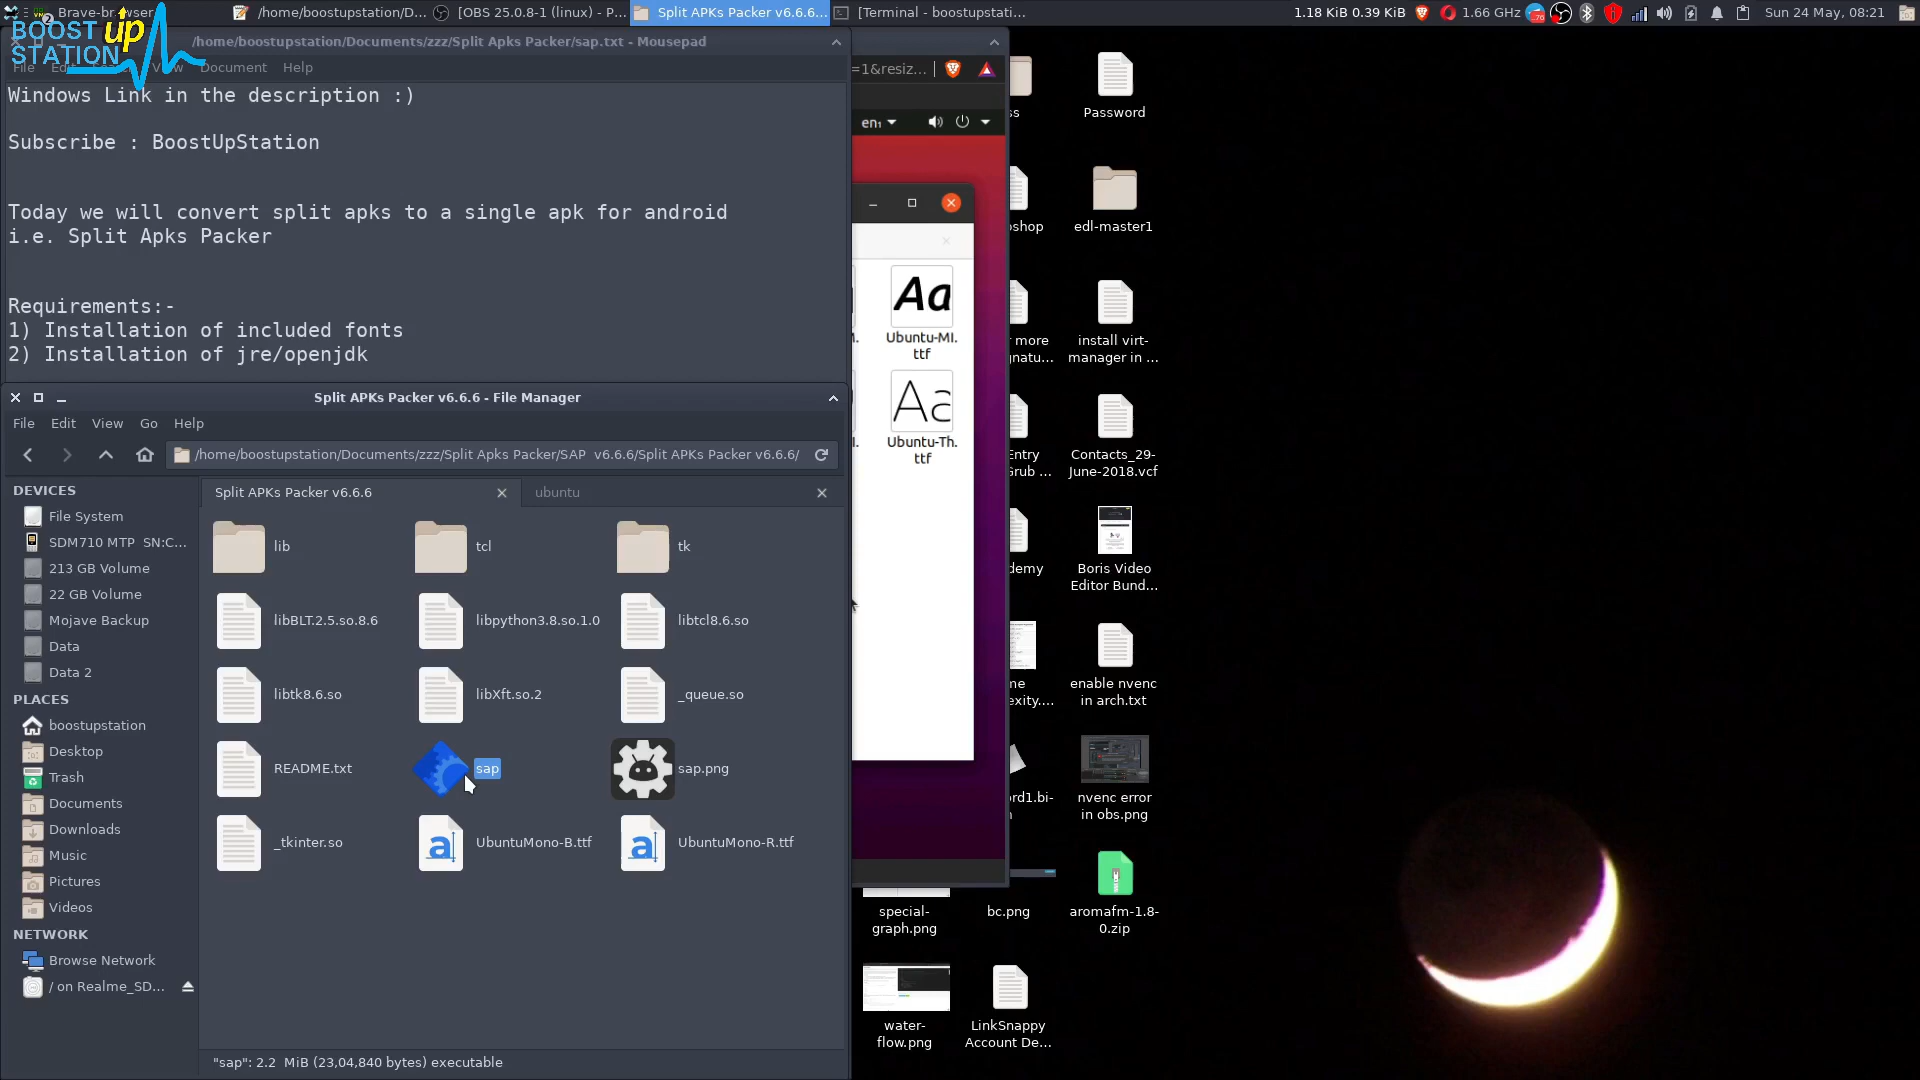 Brave-browser
/home/boostupstation/D...
[OBS 25.0.8-1 (linux) - P...
Split APKs Packer v6.6.6...
[Terminal - boostupstati...
1.18 KiB 0.39 KiB
1.66 GHz
Sun 24 May, 08:21
BOOST up
STATION
/home/boostupstation/Documents/zzz/Split Apks Packer/sap.txt - Mousepad
File Edit View Document Help
Windows Link in the description :)
Subscribe : BoostUpStation
Today we will convert split apks to a single apk for android
i.e. Split Apks Packer
Requirements:-
1) Installation of included fonts
2) Installation of jre/openjdk
=1&resiz...
en₁
Aa
Ubuntu-MI.
ttf
Aa
Ubuntu-Th.
ttf
Split APKs Packer v6.6.6 - File Manager
File Edit View Go Help
/home/boostupstation/Documents/zzz/Split Apks Packer/SAP v6.6.6/Split APKs Packer v6.6.6/
DEVICES
File System
SDM710 MTP SN:C...
213 GB Volume
22 GB Volume
Mojave Backup
Data
Data 2
PLACES
boostupstation
Desktop
Trash
Documents
Downloads
Music
Pictures
Videos
NETWORK
Browse Network
/ on Realme_SD...
Split APKs Packer v6.6.6
ubuntu
lib
tcl
tk
libBLT.2.5.so.8.6
libpython3.8.so.1.0
libtcl8.6.so
libtk8.6.so
libXft.so.2
_queue.so
README.txt
sap
sap.png
_tkinter.so
UbuntuMono-B.ttf
UbuntuMono-R.ttf
"sap": 2.2 MiB (23,04,840 bytes) executable
Password
edl-master1
install virt-
manager in ...
Contacts_29-
June-2018.vcf
Boris Video
Editor Bund...
enable nvenc
in arch.txt
nvenc error
in obs.png
aromafm-1.8-
0.zip
more
Entry
special-
graph.png
bc.png
water-
flow.png
LinkSnappy
Account De...